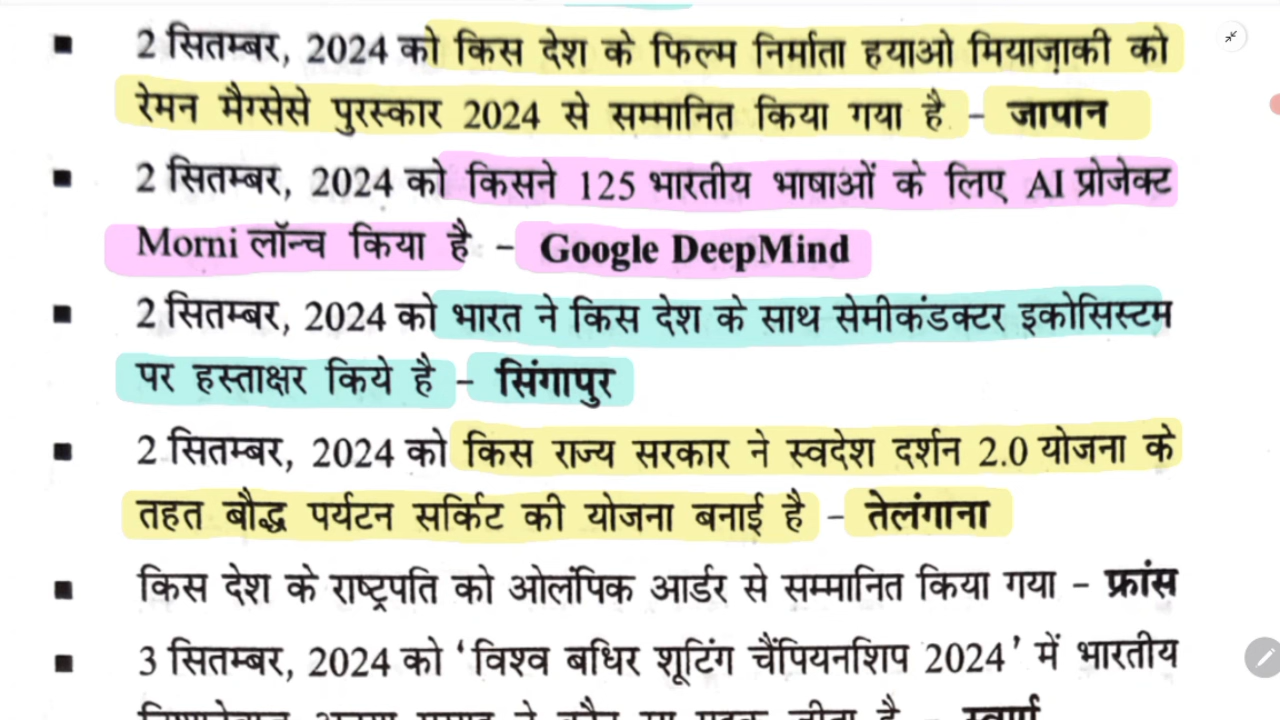 2 सितम्बर, 2024 को किस देश के फिल्म निर्माता हयाओ मियाज़ाकी को
रेमन मैग्सेसे पुरस्कार 2024 से सम्मानित किया गया है – जापान
2 सितम्बर, 2024 को किसने 125 भारतीय भाषाओं के लिए AI प्रोजेक्ट
Morni लॉन्च किया है – Google DeepMind
2 सितम्बर, 2024 को भारत ने किस देश के साथ सेमीकंडक्टर इकोसिस्टम
पर हस्ताक्षर किये है – सिंगापुर
2 सितम्बर, 2024 को किस राज्य सरकार ने स्वदेश दर्शन 2.0 योजना के
तहत बौद्ध पर्यटन सर्किट की योजना बनाई है – तेलंगाना
किस देश के राष्ट्रपति को ओलंपिक आर्डर से सम्मानित किया गया – फ्रांस
3 सितम्बर, 2024 को ‘विश्व बधिर शूटिंग चैंपियनशिप 2024’ में भारतीय